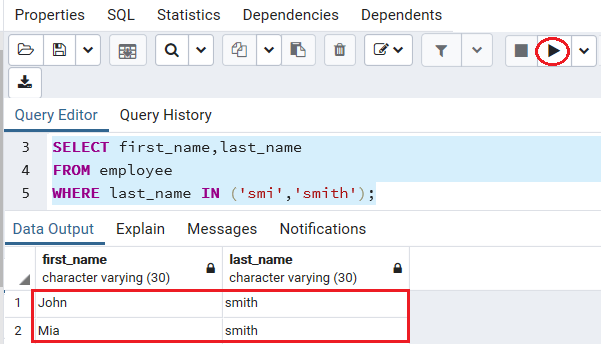 Properties SQL Statistics Dependencies Dependents
Query Editor Query History
3 SELECT first_name,last_name
4 FROM employee
5 WHERE last_name IN ('smi','smith');
Data Output Explain Messages Notifications
first_name last_name
character varying (30) character varying (30)
1 John smith
2 Mia smith